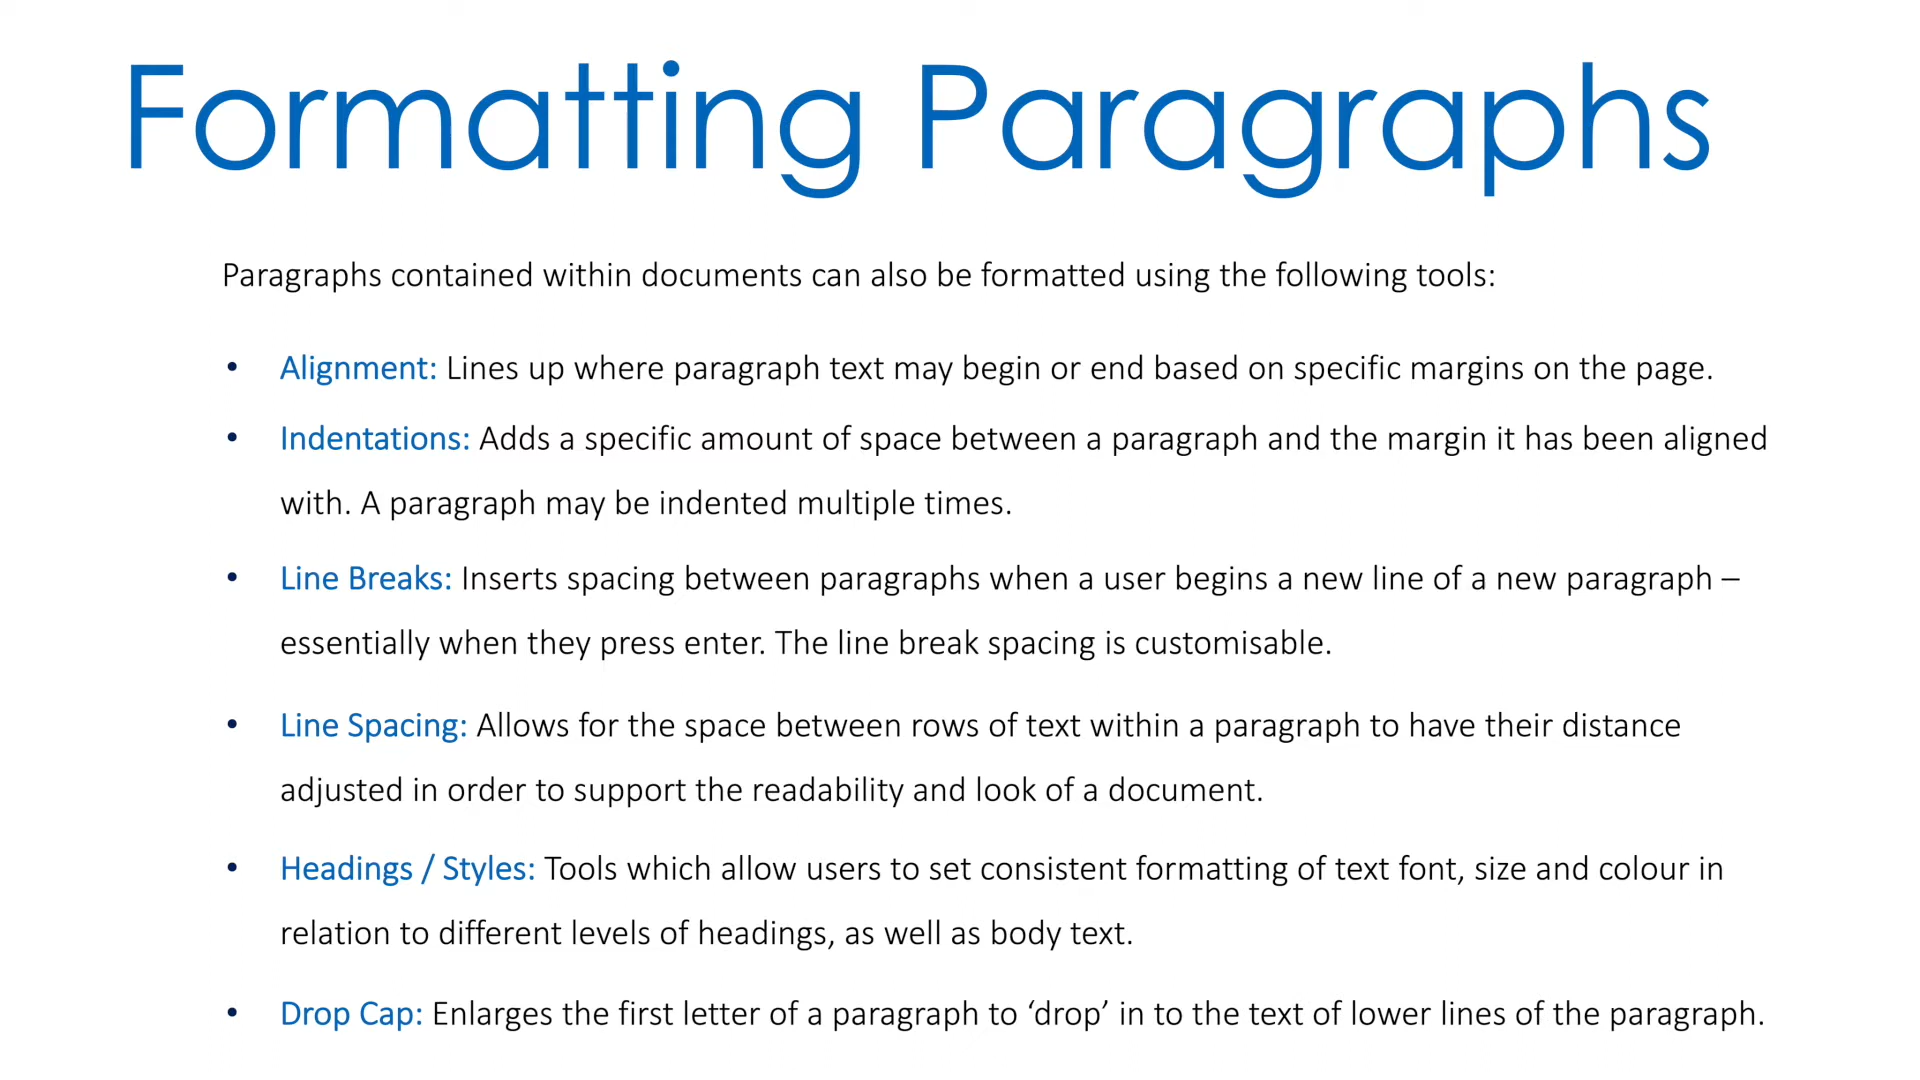 Formatting Paragraphs
Paragraphs contained within documents can also be formatted using the following tools:
• Alignment: Lines up where paragraph text may begin or end based on specific margins on the page.
• Indentations: Adds a specific amount of space between a paragraph and the margin it has been aligned
with. A paragraph may be indented multiple times.
• Line Breaks: Inserts spacing between paragraphs when a user begins a new line of a new paragraph –
essentially when they press enter. The line break spacing is customisable.
• Line Spacing: Allows for the space between rows of text within a paragraph to have their distance
adjusted in order to support the readability and look of a document.
• Headings / Styles: Tools which allow users to set consistent formatting of text font, size and colour in
relation to different levels of headings, as well as body text.
• Drop Cap: Enlarges the first letter of a paragraph to ‘drop’ in to the text of lower lines of the paragraph.